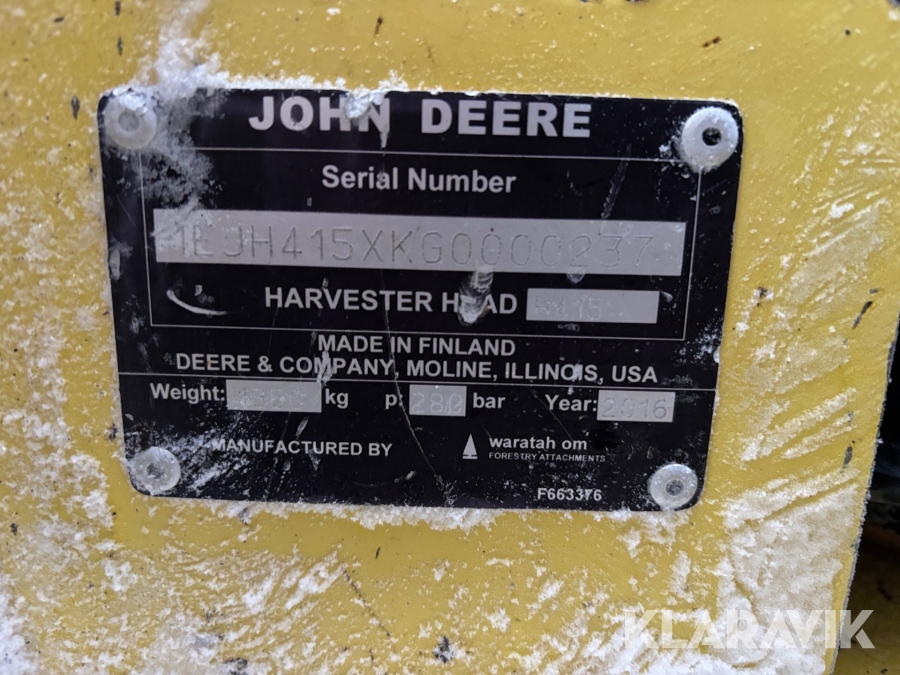 JOHN DEERE
Serial Number
1EJH415XKG0000237
HARVESTER HEAD H415
MADE IN FINLAND
DEERE & COMPANY, MOLINE, ILLINOIS, USA
Weight: kg p: 280 bar Year: 2016
MANUFACTURED BY waratah om
FORESTRY ATTACHMENTS
F663376
KLARAVIK